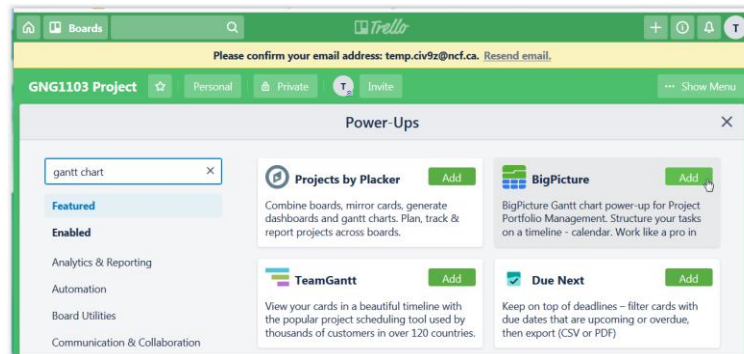 Boards
Trello
T
Please confirm your email address: temp.civ9z@ncf.ca. Resend email.
GNG1103 Project
Personal
Private
T
Invite
··· Show Menu
Power-Ups
gantt chart
Featured
Enabled
Analytics & Reporting
Automation
Board Utilities
Communication & Collaboration
Projects by Placker
Add
Combine boards, mirror cards, generate
dashboards and gantt charts. Plan, track &
report projects across boards.
BigPicture
Add
BigPicture Gantt chart power-up for Project
Portfolio Management. Structure your tasks
on a timeline - calendar. Work like a pro in
TeamGantt
Add
View your cards in a beautiful timeline with
the popular project scheduling tool used by
thousands of customers in over 120 countries.
Due Next
Add
Keep on top of deadlines – filter cards with
due dates that are upcoming or overdue,
then export (CSV or PDF)